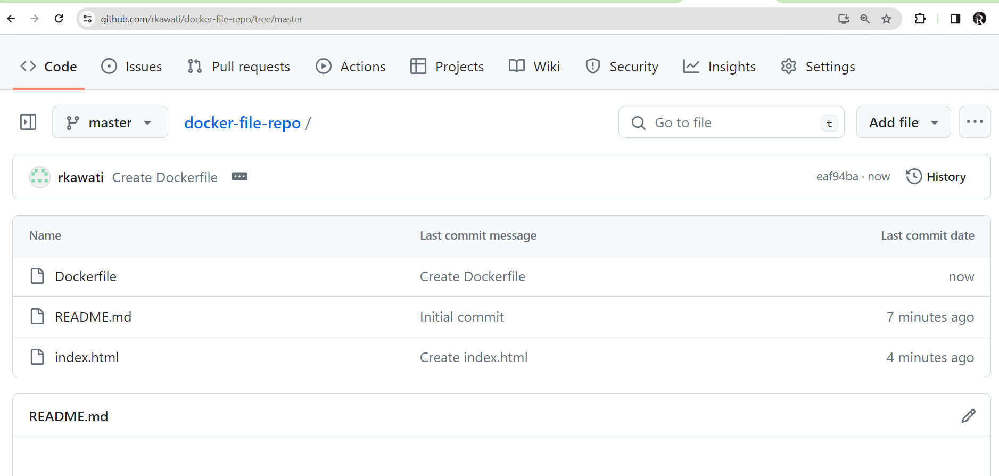 github.com/rkawati/docker-file-repo/tree/master
R
Code Issues Pull requests Actions Projects Wiki Security Insights Settings
master docker-file-repo / Go to file t Add file
rkawati Create Dockerfile eaf94ba · now History
Name Last commit message Last commit date
Dockerfile Create Dockerfile now
README.md Initial commit 7 minutes ago
index.html Create index.html 4 minutes ago
README.md